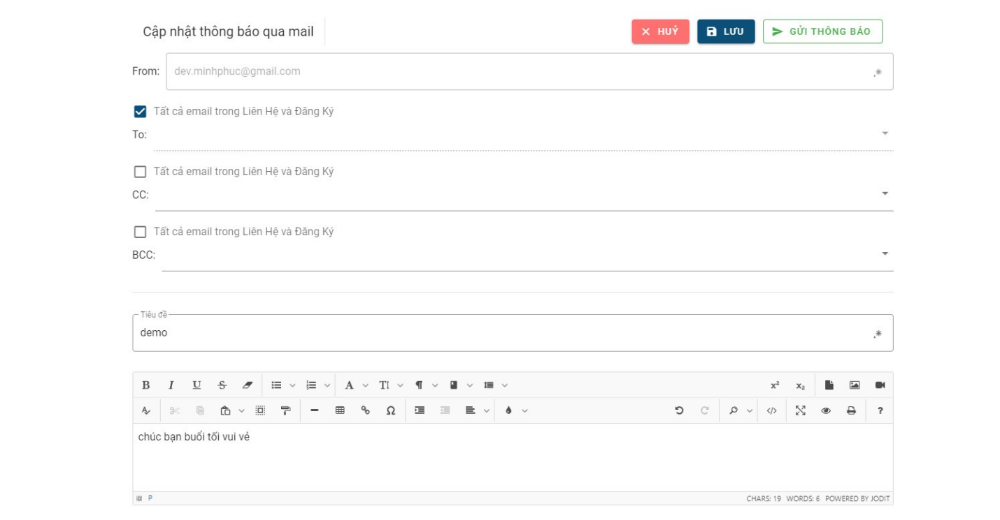 Cập nhật thông báo qua mail
HUỶ
LƯU
GỬI THÔNG BÁO
From: dev.minhphuc@gmail.com
Tất cả email trong Liên Hệ và Đăng Ký
To:
Tất cả email trong Liên Hệ và Đăng Ký
CC:
Tất cả email trong Liên Hệ và Đăng Ký
BCC:
Tiêu đề
demo
chúc bạn buổi tối vui vẻ
P
CHARS: 19 WORDS: 6 POWERED BY JODIT